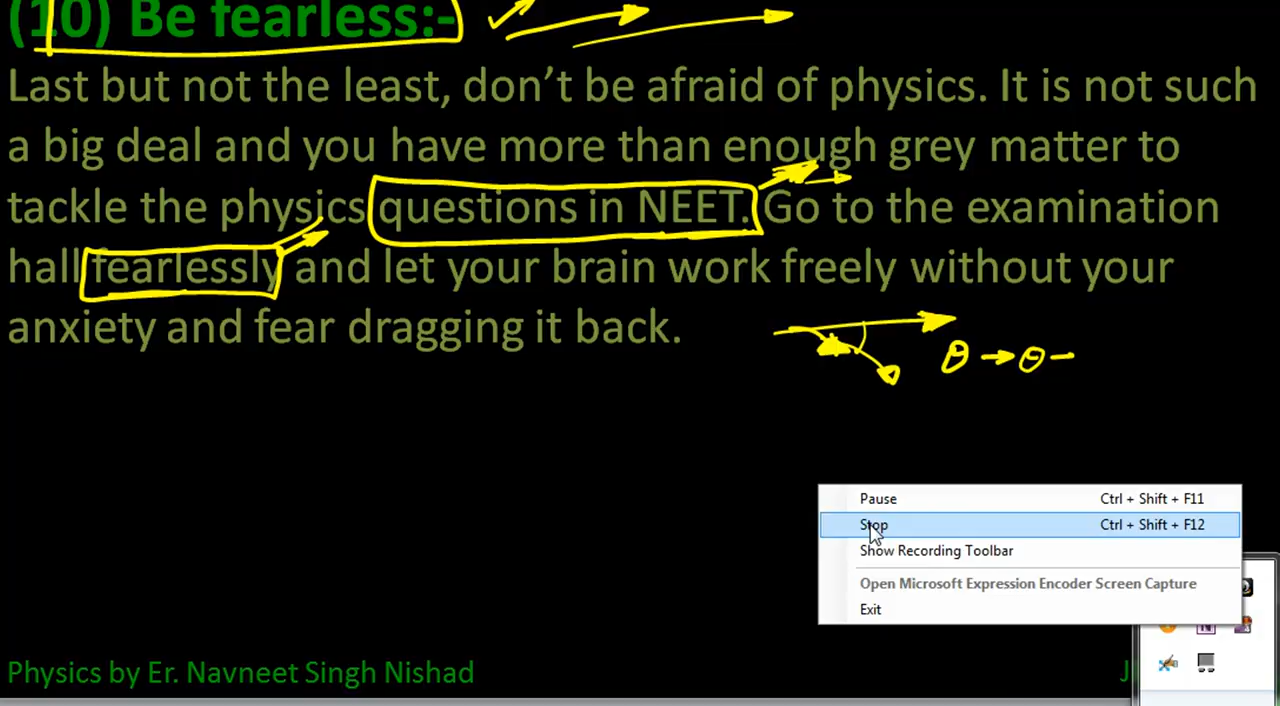 (10) Be fearless:-
Last but not the least, don't be afraid of physics. It is not such
a big deal and you have more than enough grey matter to
tackle the physics questions in NEET. Go to the examination
hall fearlessly and let your brain work freely without your
anxiety and fear dragging it back.
θ → θ –
Pause Ctrl + Shift + F11
Stop Ctrl + Shift + F12
Show Recording Toolbar
Open Microsoft Expression Encoder Screen Capture
Exit
Physics by Er. Navneet Singh Nishad